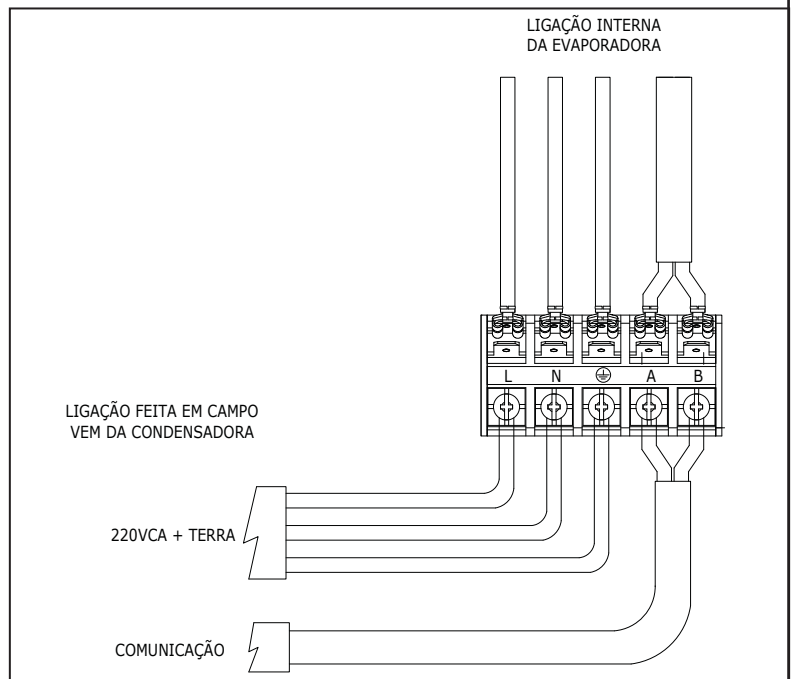 LIGAÇÃO INTERNA
DA EVAPORADORA
L N A B
LIGAÇÃO FEITA EM CAMPO
VEM DA CONDENSADORA
220VCA + TERRA
COMUNICAÇÃO